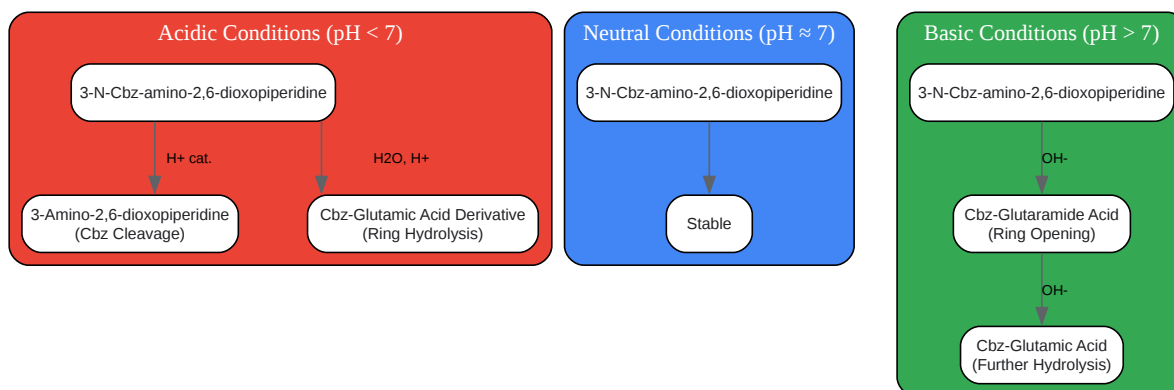 Acidic Conditions (pH < 7)
3-N-Cbz-amino-2,6-dioxopiperidine
H+ cat.
H2O, H+
3-Amino-2,6-dioxopiperidine
(Cbz Cleavage)
Cbz-Glutamic Acid Derivative
(Ring Hydrolysis)
Neutral Conditions (pH ≈ 7)
3-N-Cbz-amino-2,6-dioxopiperidine
Stable
Basic Conditions (pH > 7)
3-N-Cbz-amino-2,6-dioxopiperidine
OH-
Cbz-Glutaramide Acid
(Ring Opening)
OH-
Cbz-Glutamic Acid
(Further Hydrolysis)